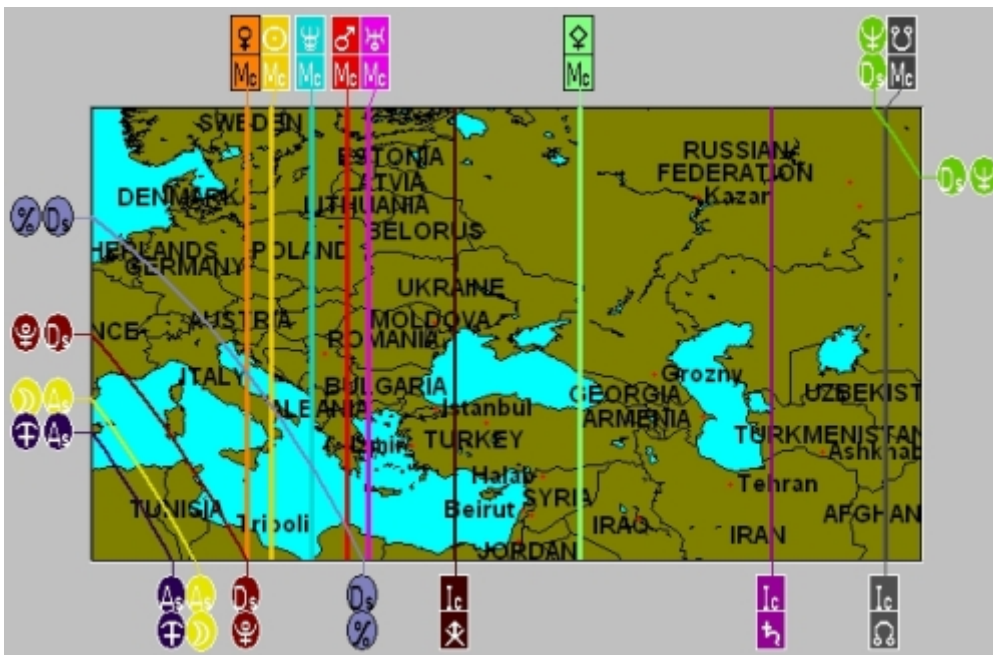 Mc Mc Mc Mc Mc Mc Ds Mc
SWEDEN
ESTONIA
RUSSIAN
FEDERATION
LATVIA
Kazar
Ds
DENMARK
LITHUANIA
Ds
BELORUS
HERLANDS
POLAND
GERMANY
UKRAINE
AUSTRIA
MOLDOVA
Ds
NCE
ROMANIA
ITALY
Grozny
BULGARIA
GEORGIA
UZBEKIST
As
Istanbul
ARMENIA
As
TURKEY
TURKMENISTAN
Izmir
Ashkhab
Halab
Tehran
SYRIA
TUNISIA
Beirut
AFGHAN
Tripoli
IRAQ
IRAN
JORDAN
As As Ds Ds Ic Ic Ic